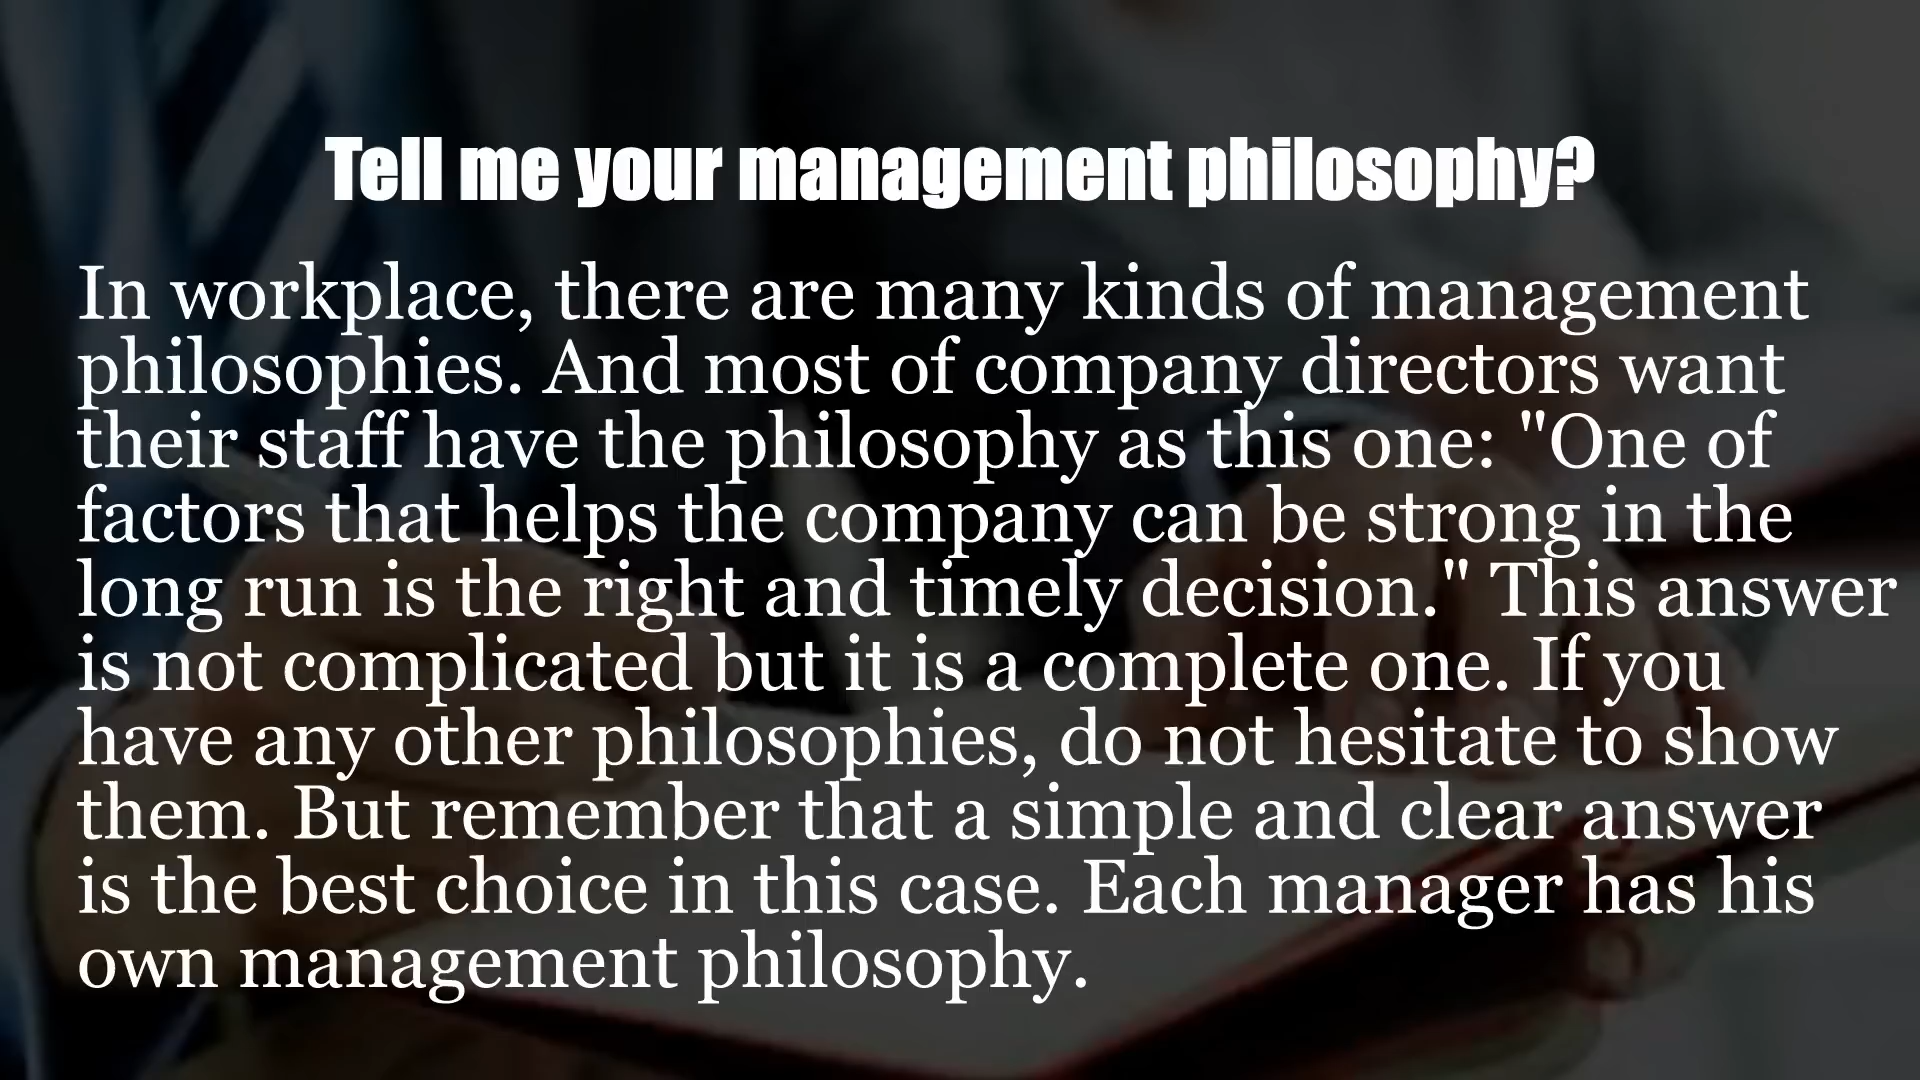 Tell me your management philosophy?
In workplace, there are many kinds of management
philosophies. And most of company directors want
their staff have the philosophy as this one: "One of
factors that helps the company can be strong in the
long run is the right and timely decision." This answer
is not complicated but it is a complete one. If you
have any other philosophies, do not hesitate to show
them. But remember that a simple and clear answer
is the best choice in this case. Each manager has his
own management philosophy.